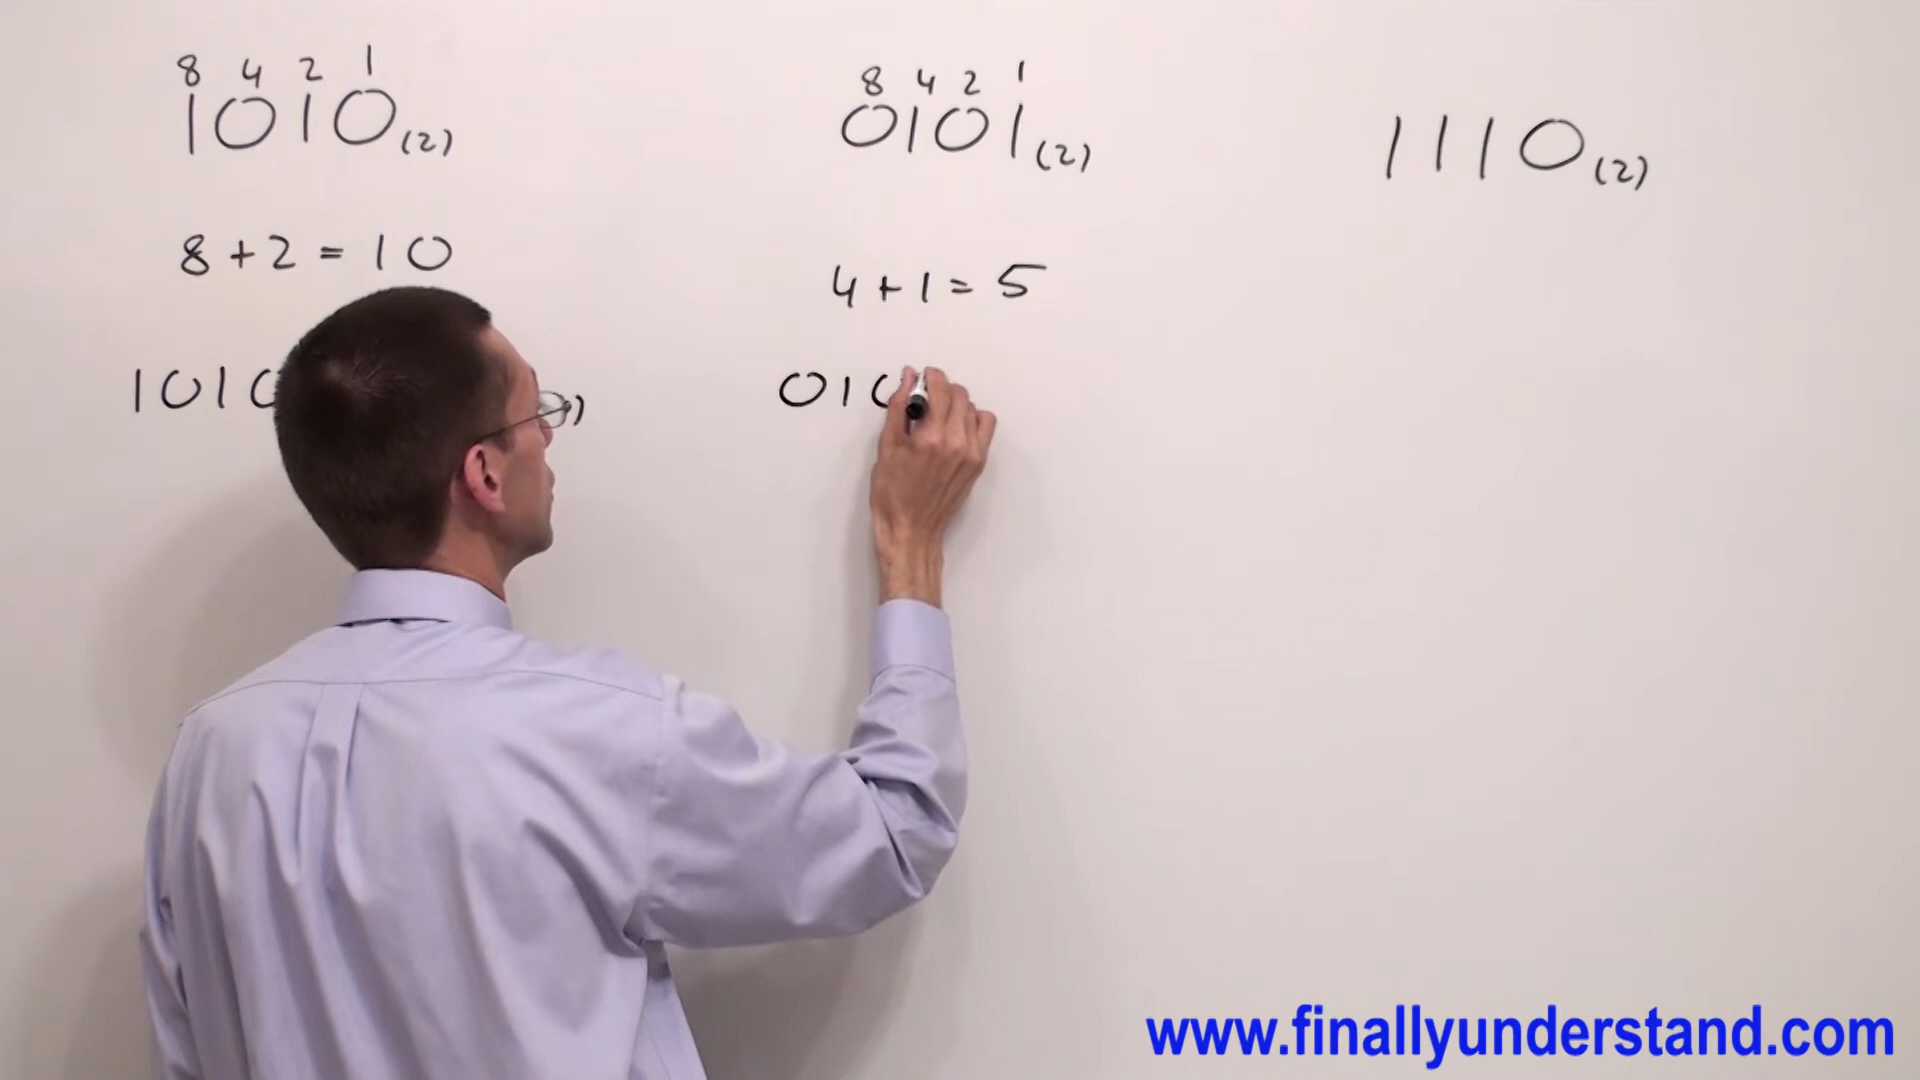 8 4 2 1
1010(2)
8+2=10
1010
8 4 2 1
0101(2)
4+1=5
010
1110(2)
www.finallyunderstand.com